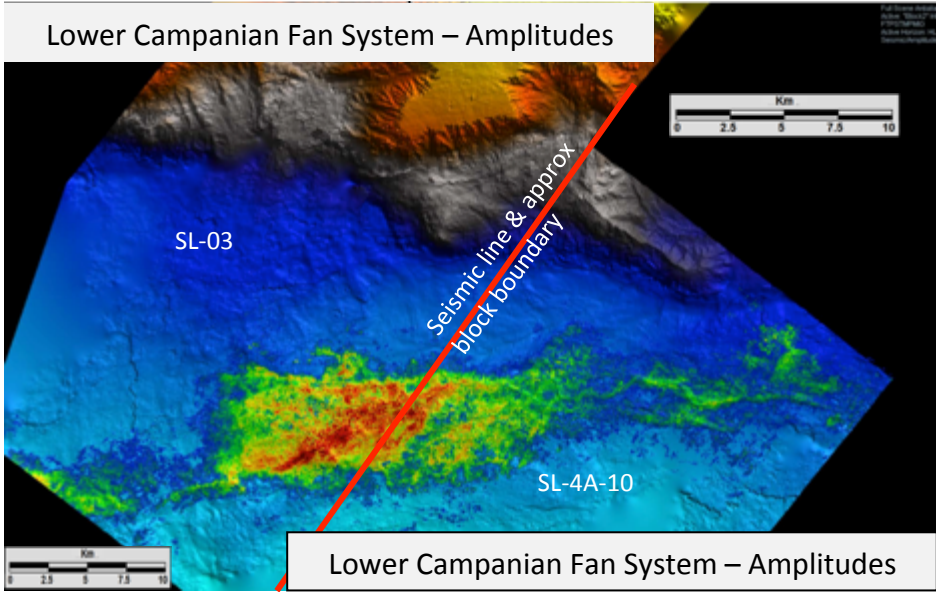 Lower Campanian Fan System – Amplitudes
Km
0 2.5 5 7.5 10
SL-03
Seismic line & approx
block boundary
SL-4A-10
Km
0 2.5 5 7.5 10
Lower Campanian Fan System – Amplitudes